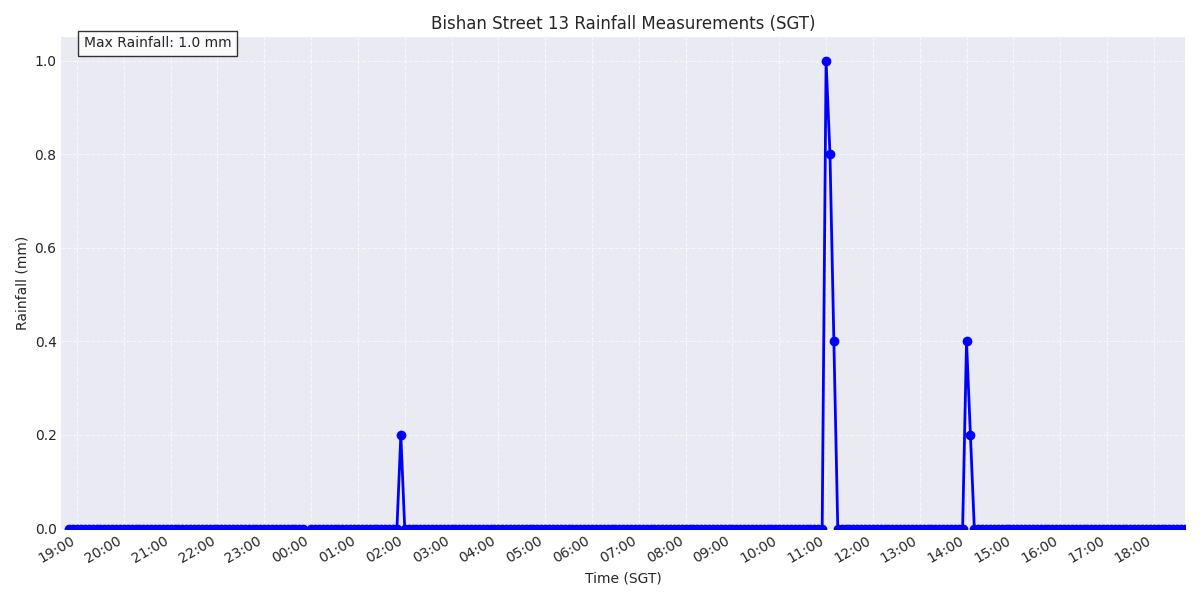 Bishan Street 13 Rainfall Measurements (SGT)
Max Rainfall: 1.0 mm
1.0
0.8
0.6
0.4
0.2
0.0
Rainfall (mm)
19:00 20:00 21:00 22:00 23:00 00:00 01:00 02:00 03:00 04:00 05:00 06:00 07:00 08:00 09:00 10:00 11:00 12:00 13:00 14:00 15:00 16:00 17:00 18:00
Time (SGT)